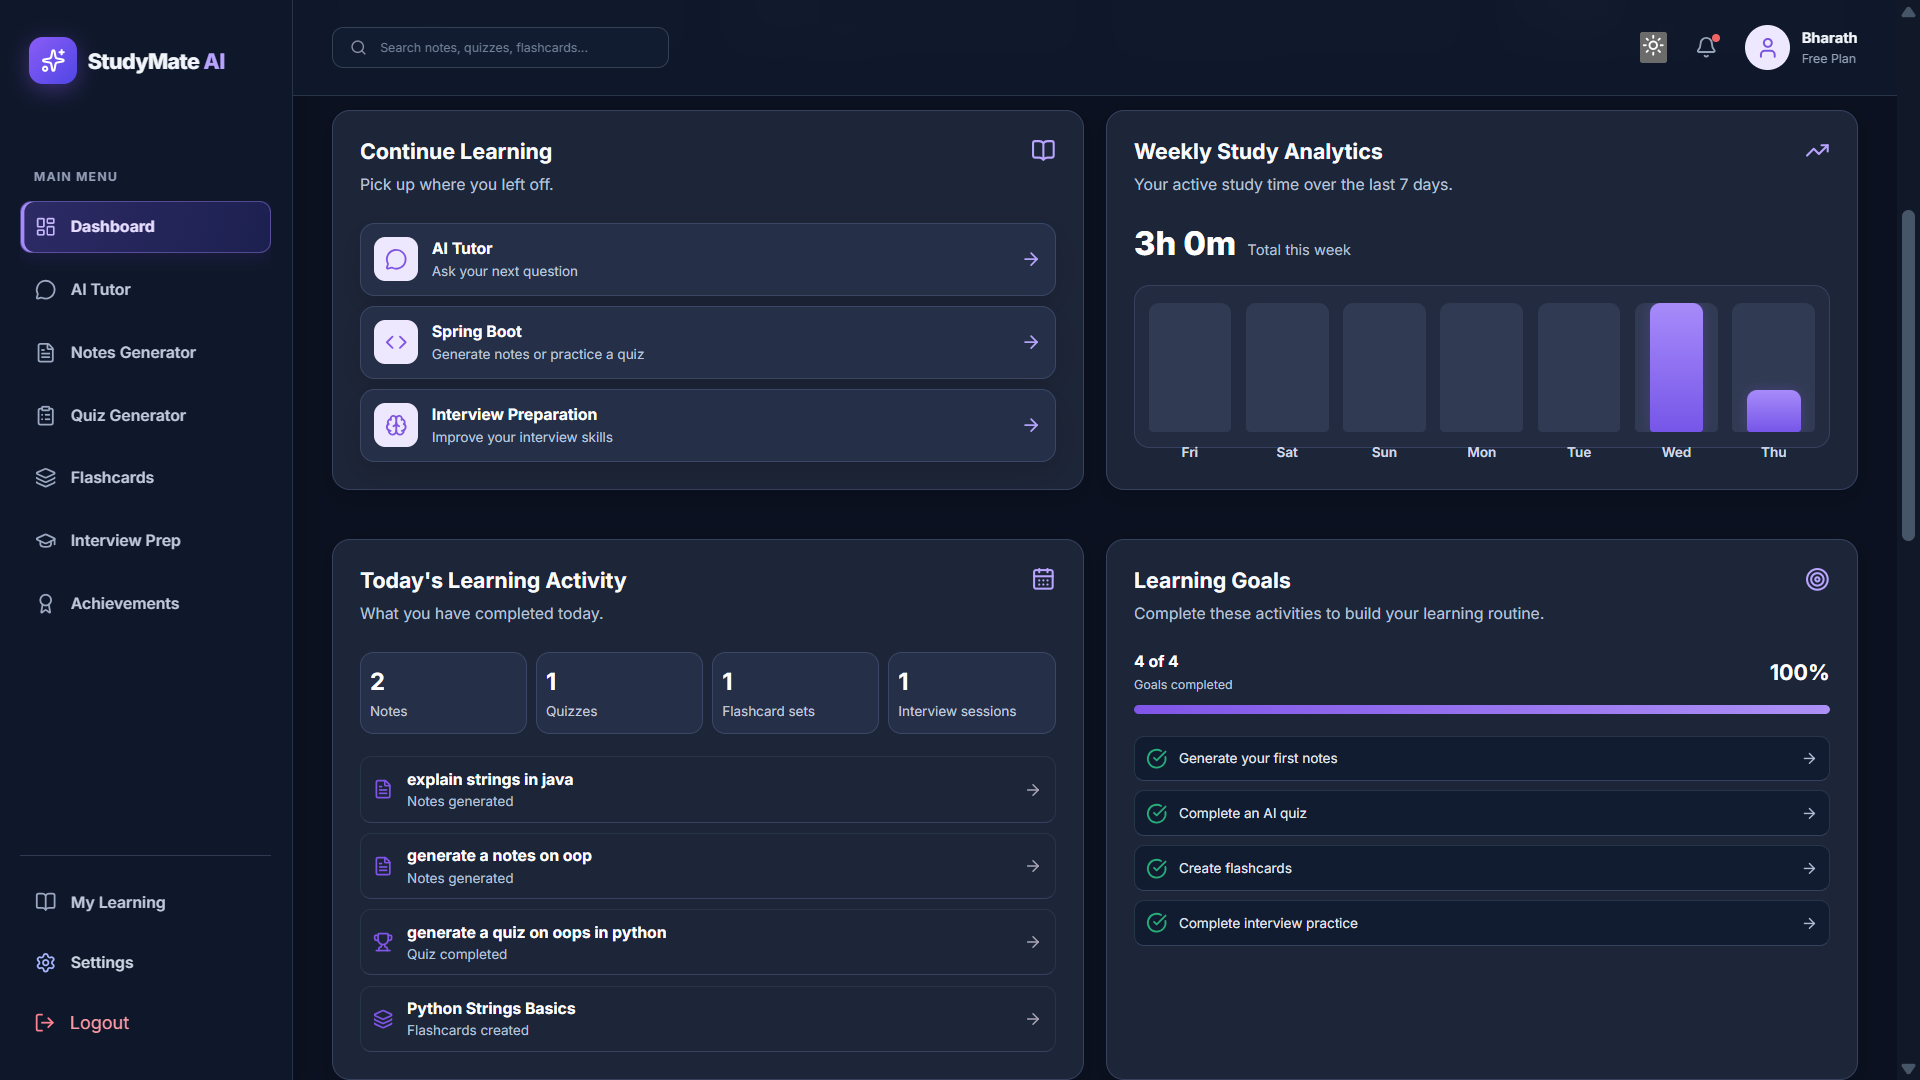 StudyMate AI
MAIN MENU
Dashboard
AI Tutor
Notes Generator
Quiz Generator
Flashcards
Interview Prep
Achievements
My Learning
Settings
Logout
Search notes, quizzes, flashcards...
Bharath
Free Plan
Continue Learning
Pick up where you left off.
AI Tutor
Ask your next question
Spring Boot
Generate notes or practice a quiz
Interview Preparation
Improve your interview skills
Weekly Study Analytics
Your active study time over the last 7 days.
3h 0m Total this week
Fri Sat Sun Mon Tue Wed Thu
Today's Learning Activity
What you have completed today.
2
Notes
1
Quizzes
1
Flashcard sets
1
Interview sessions
explain strings in java
Notes generated
generate a notes on oop
Notes generated
generate a quiz on oops in python
Quiz completed
Python Strings Basics
Flashcards created
Learning Goals
Complete these activities to build your learning routine.
4 of 4
Goals completed
100%
Generate your first notes
Complete an AI quiz
Create flashcards
Complete interview practice